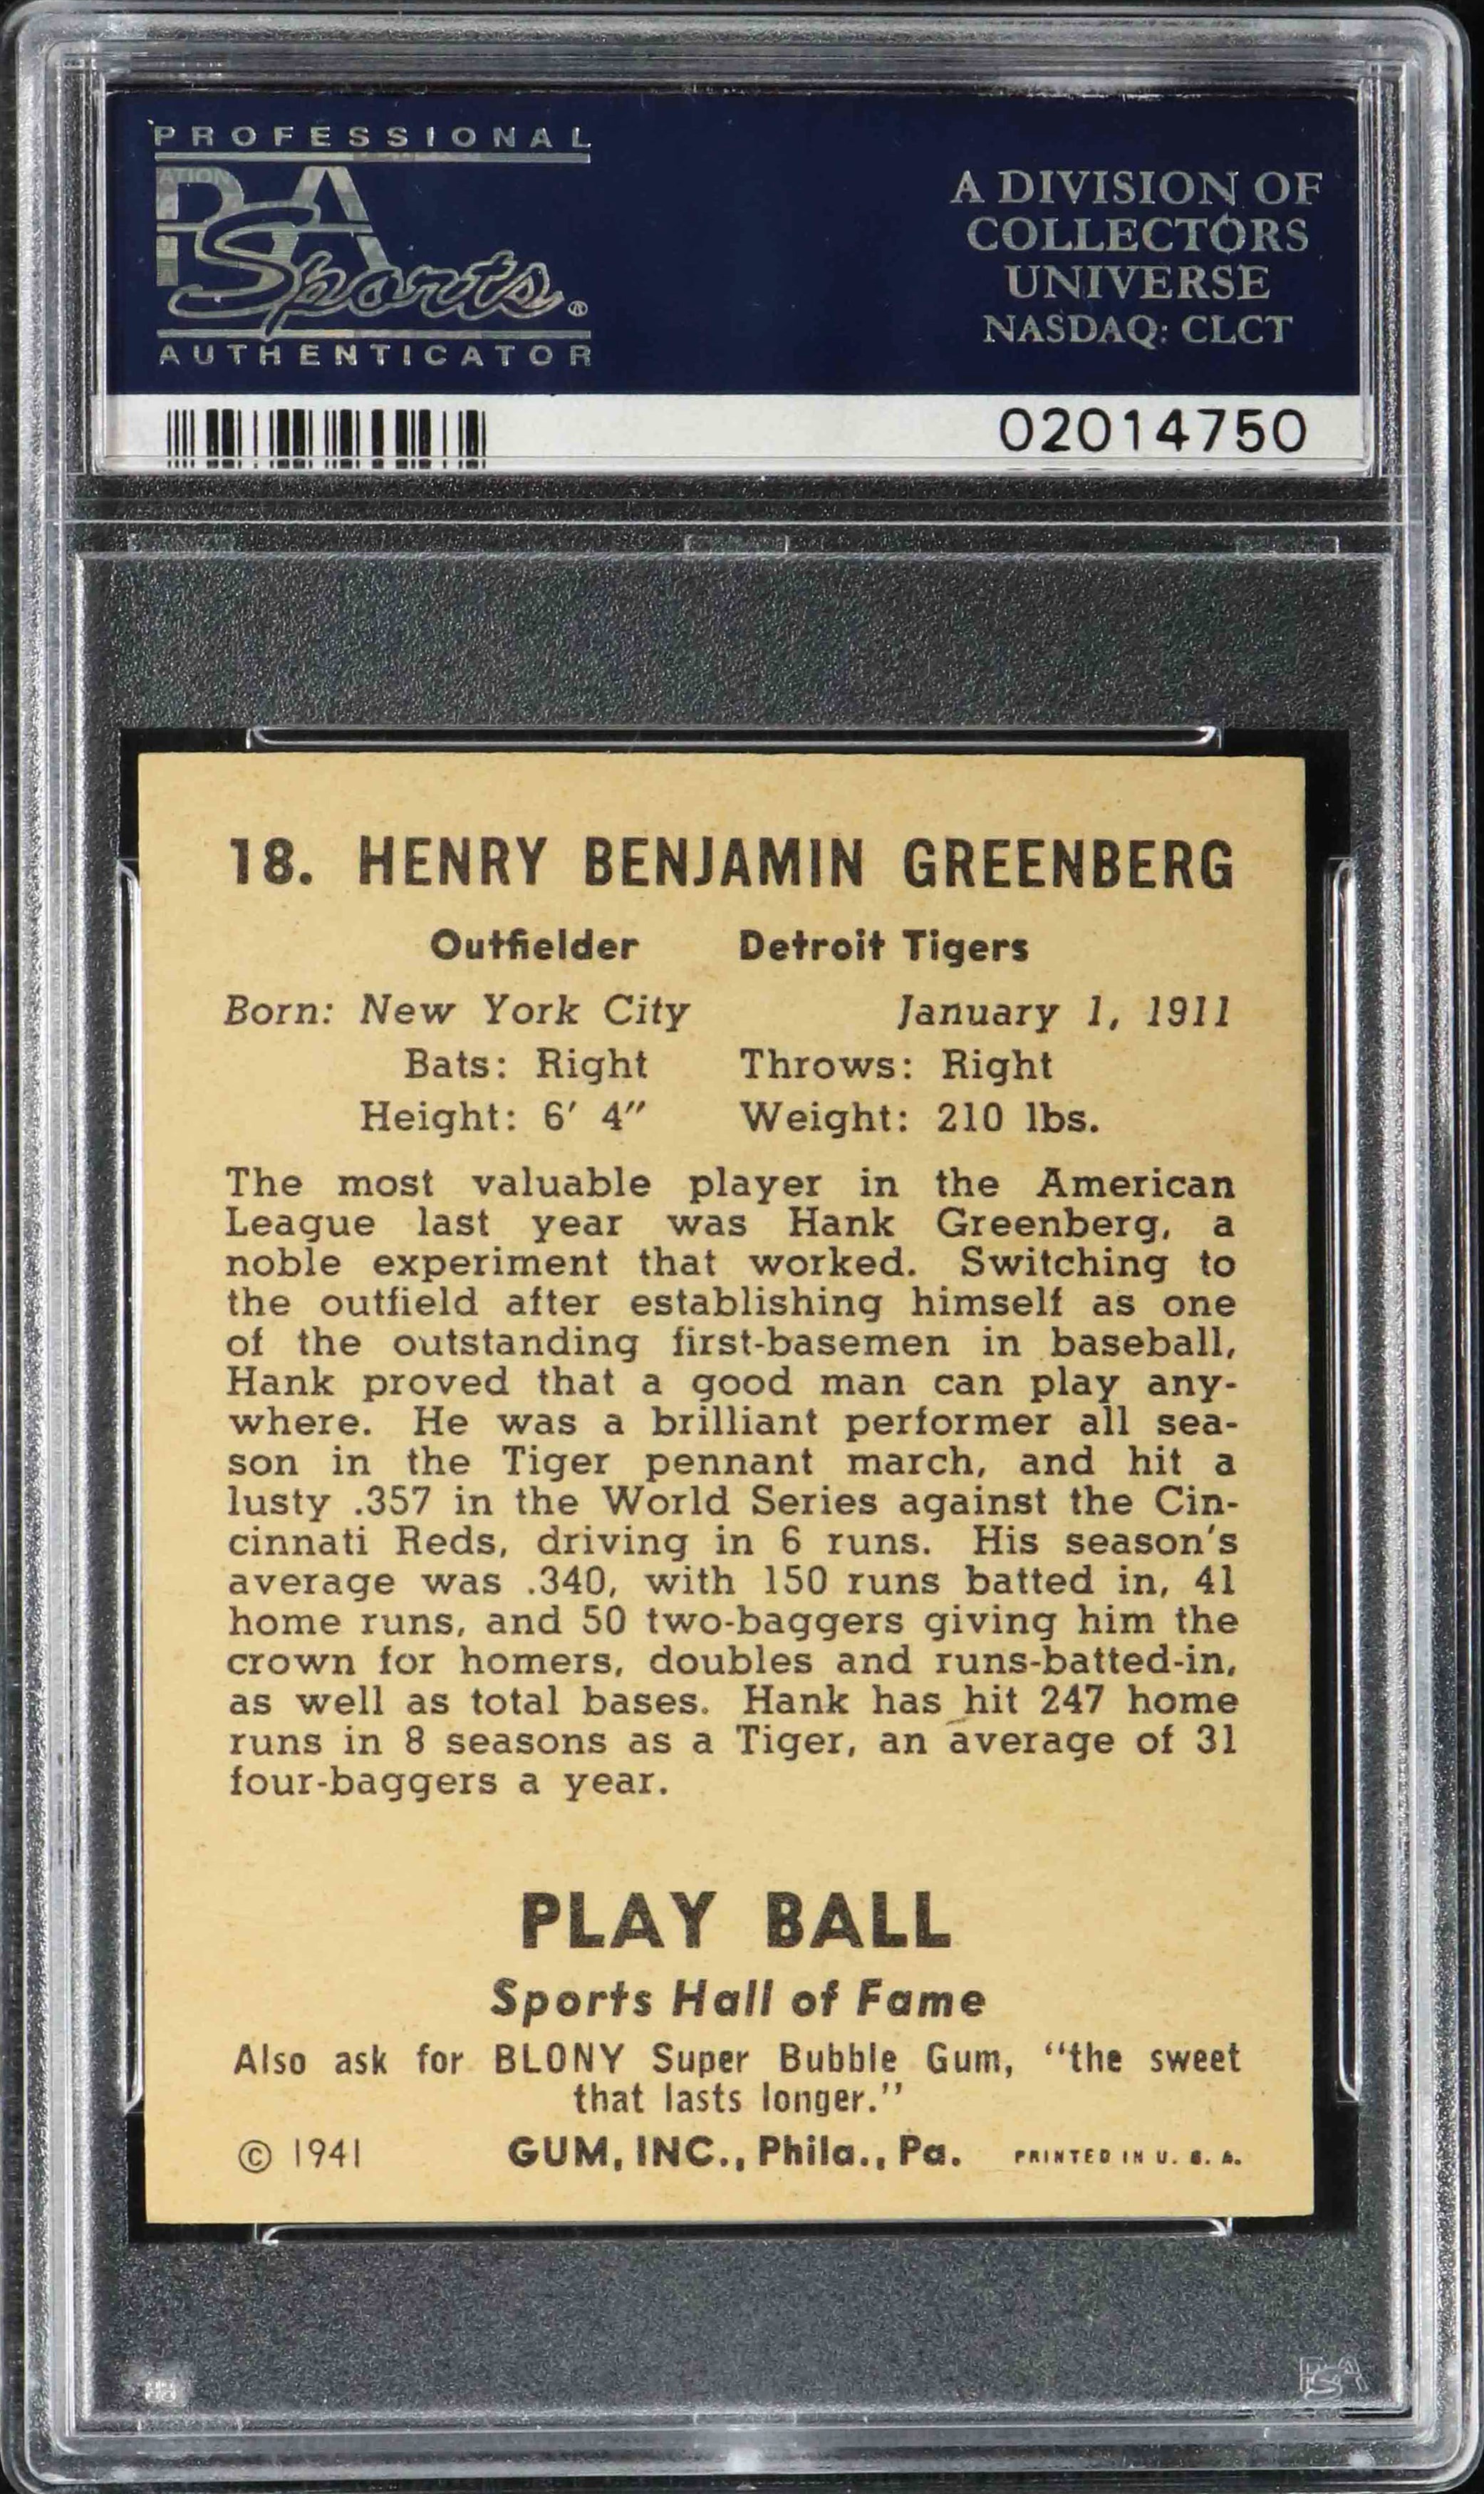 PROFESSIONAL
PSA
Sports®
AUTHENTICATOR
A DIVISION OF
COLLECTORS
UNIVERSE
NASDAQ: CLCT
02014750
18. HENRY BENJAMIN GREENBERG
Outfielder Detroit Tigers
Born: New York City January 1, 1911
Bats: Right Throws: Right
Height: 6′ 4″ Weight: 210 lbs.
The most valuable player in the American
League last year was Hank Greenberg, a
noble experiment that worked. Switching to
the outfield after establishing himself as one
of the outstanding first-basemen in baseball,
Hank proved that a good man can play any-
where. He was a brilliant performer all sea-
son in the Tiger pennant march, and hit a
lusty .357 in the World Series against the Cin-
cinnati Reds, driving in 6 runs. His season's
average was .340, with 150 runs batted in, 41
home runs, and 50 two-baggers giving him the
crown for homers, doubles and runs-batted-in,
as well as total bases. Hank has hit 247 home
runs in 8 seasons as a Tiger, an average of 31
four-baggers a year.
PLAY BALL
Sports Hall of Fame
Also ask for BLONY Super Bubble Gum, "the sweet
that lasts longer."
© 1941 GUM, INC., Phila., Pa. PRINTED IN U. S. A.
PSA